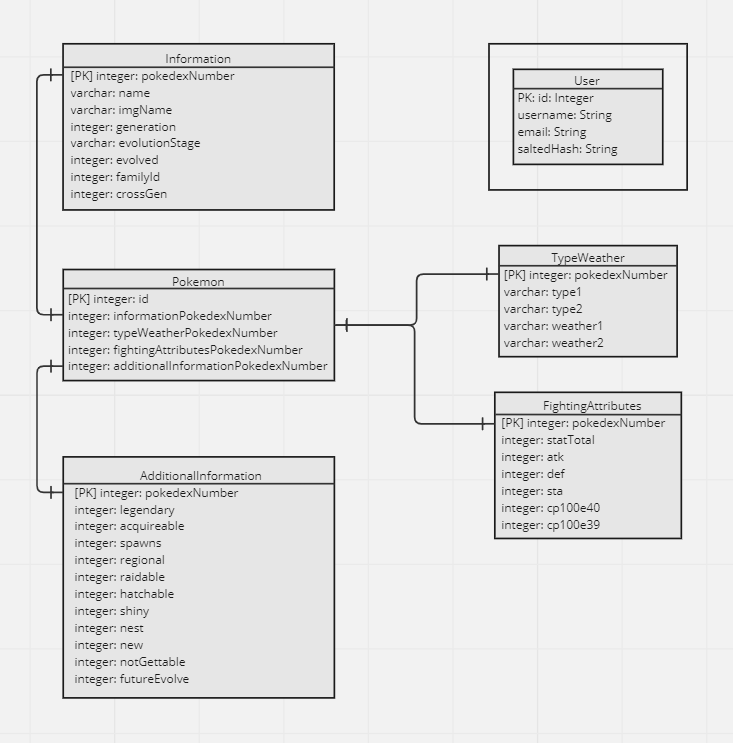 Information
[PK] integer: pokedexNumber
varchar: name
varchar: imgName
integer: generation
varchar: evolutionStage
integer: evolved
integer: familyId
integer: crossGen
User
PK: id: Integer
username: String
email: String
saltedHash: String
Pokemon
[PK] integer: id
integer: informationPokedexNumber
integer: typeWeatherPokedexNumber
integer: fightingAttributesPokedexNumber
integer: additionalInformationPokedexNumber
TypeWeather
[PK] integer: pokedexNumber
varchar: type1
varchar: type2
varchar: weather1
varchar: weather2
FightingAttributes
[PK] integer: pokedexNumber
integer: statTotal
integer: atk
integer: def
integer: sta
integer: cp100e40
integer: cp100e39
AdditionalInformation
[PK] integer: pokedexNumber
integer: legendary
integer: acquireable
integer: spawns
integer: regional
integer: raidable
integer: hatchable
integer: shiny
integer: nest
integer: new
integer: notGettable
integer: futureEvolve